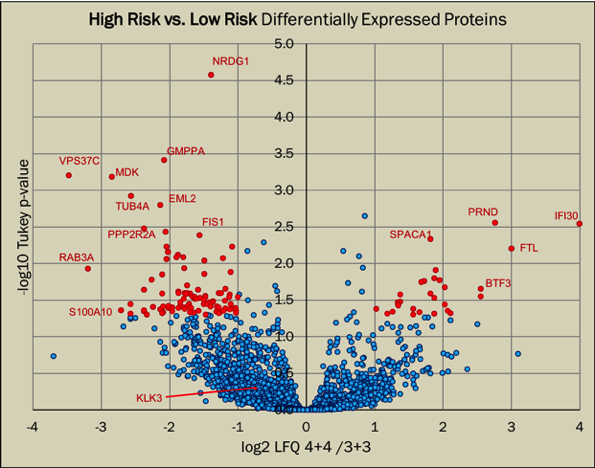 High Risk vs. Low Risk Differentially Expressed Proteins
5.0
NRDG1
4.5
4.0
GMPPA
3.5
VPS37C
MDK
3.0
TUB4A
EML2
PRND
IFI30
2.5
PPP2R2A
FIS1
SPACA1
FTL
RAB3A
2.0
BTF3
1.5
S100A10
1.0
0.5
KLK3
0.0
-log10 Tukey p-value
-4 -3 -2 -1 0 1 2 3 4
log2 LFQ 4+4 /3+3